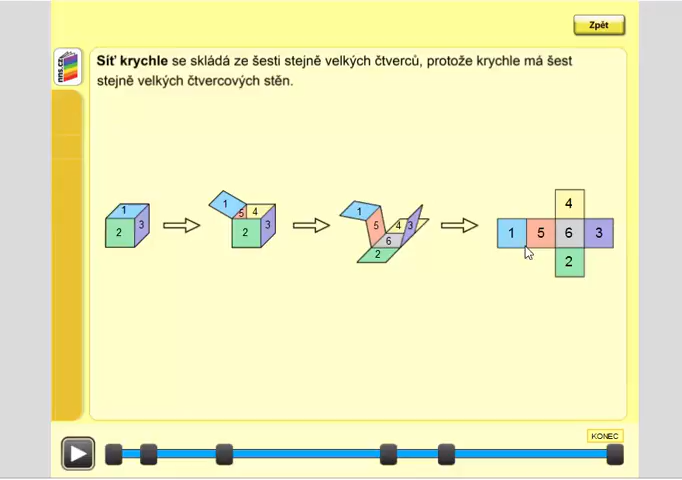 Zpět
nns.cz
Síť krychle se skládá ze šesti stejně velkých čtverců, protože krychle má šest
stejně velkých čtvercových stěn.
1
2 3
1
5 4
2 3
1
5 4 3
6
2
4
1 5 6 3
2
KONEC